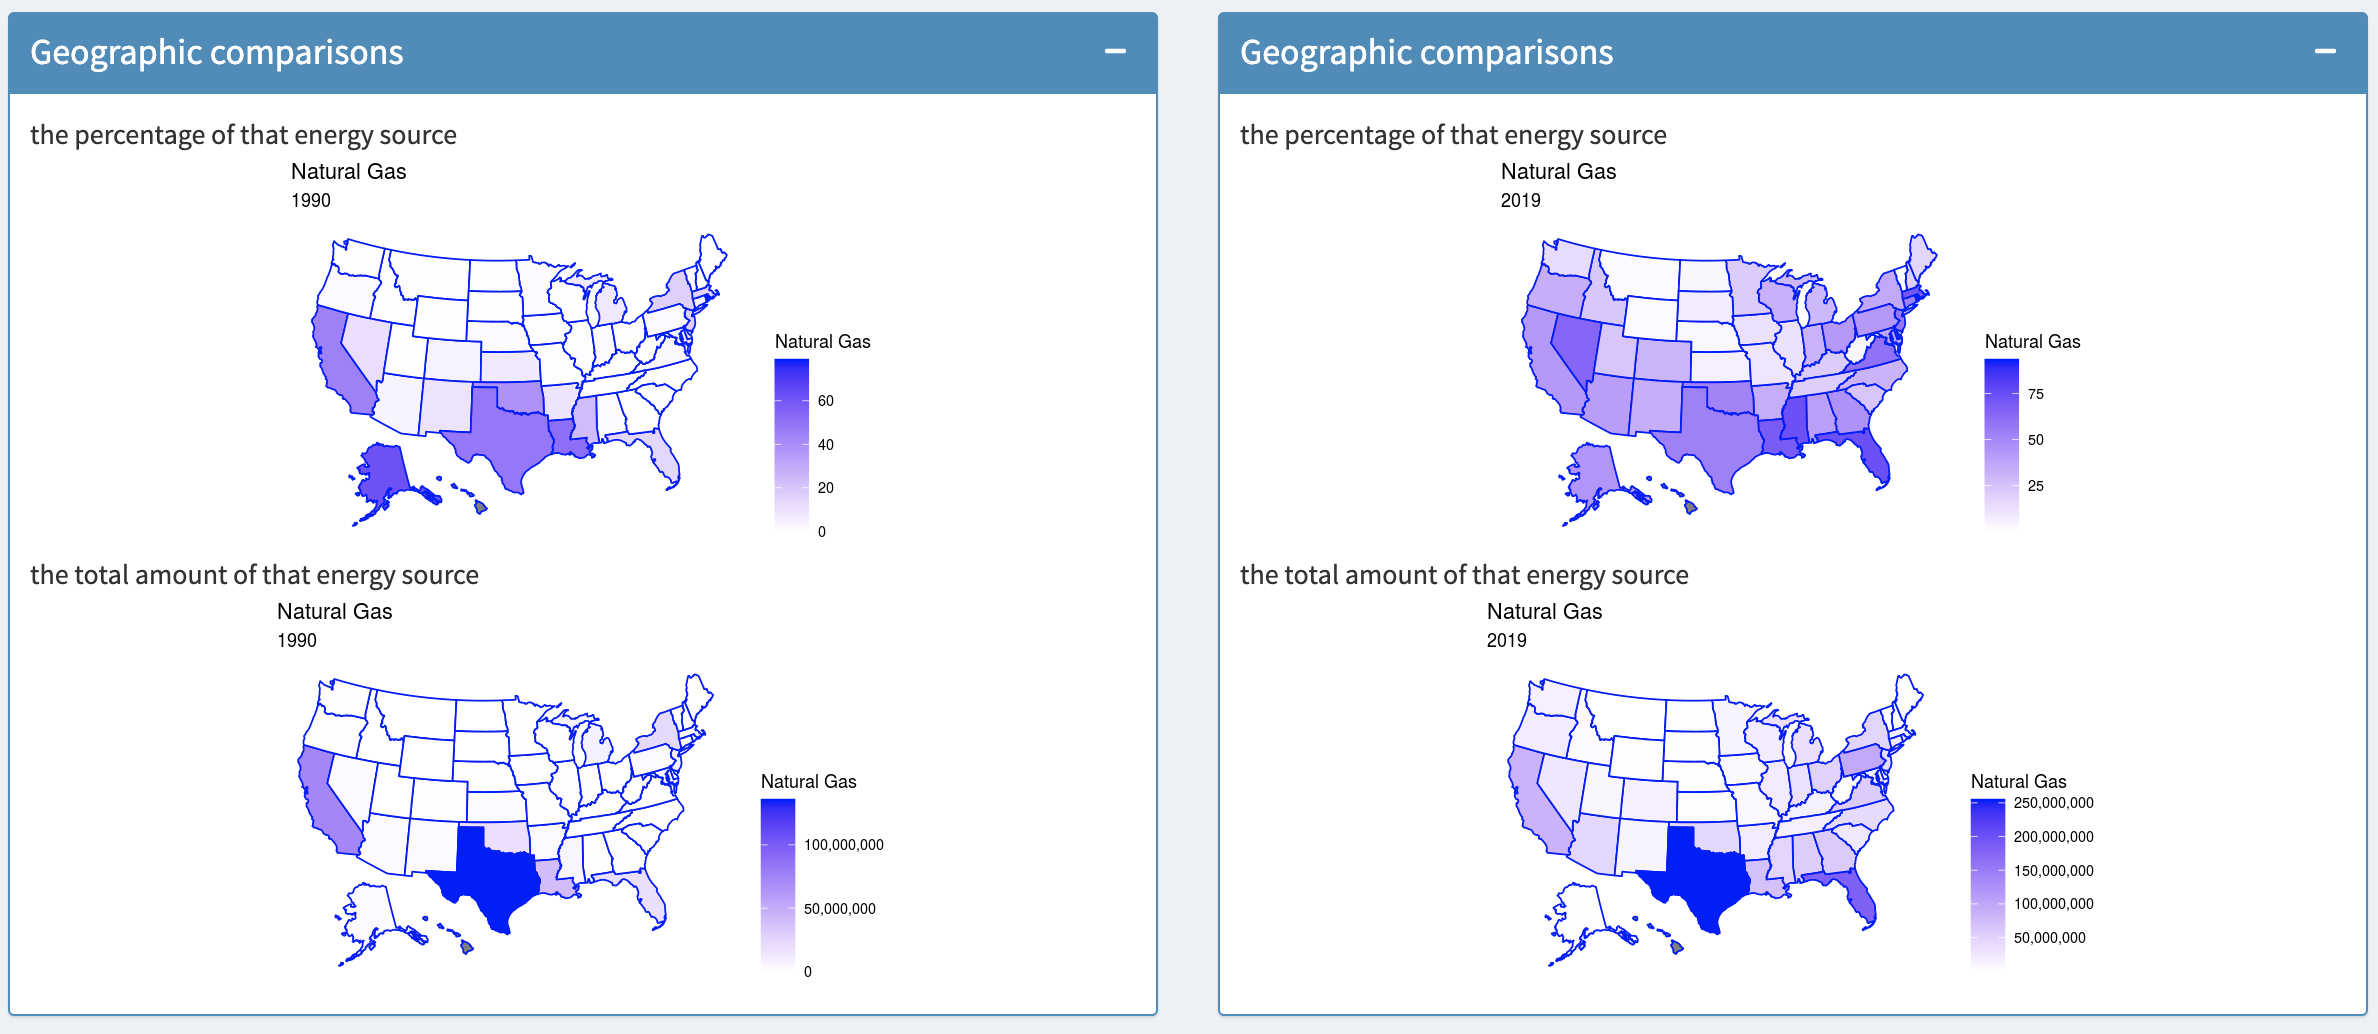 Geographic comparisons
the percentage of that energy source
Natural Gas
1990
Natural Gas
60
40
20
0
the total amount of that energy source
Natural Gas
1990
Natural Gas
100,000,000
50,000,000
0
Geographic comparisons
the percentage of that energy source
Natural Gas
2019
Natural Gas
75
50
25
the total amount of that energy source
Natural Gas
2019
Natural Gas
250,000,000
200,000,000
150,000,000
100,000,000
50,000,000